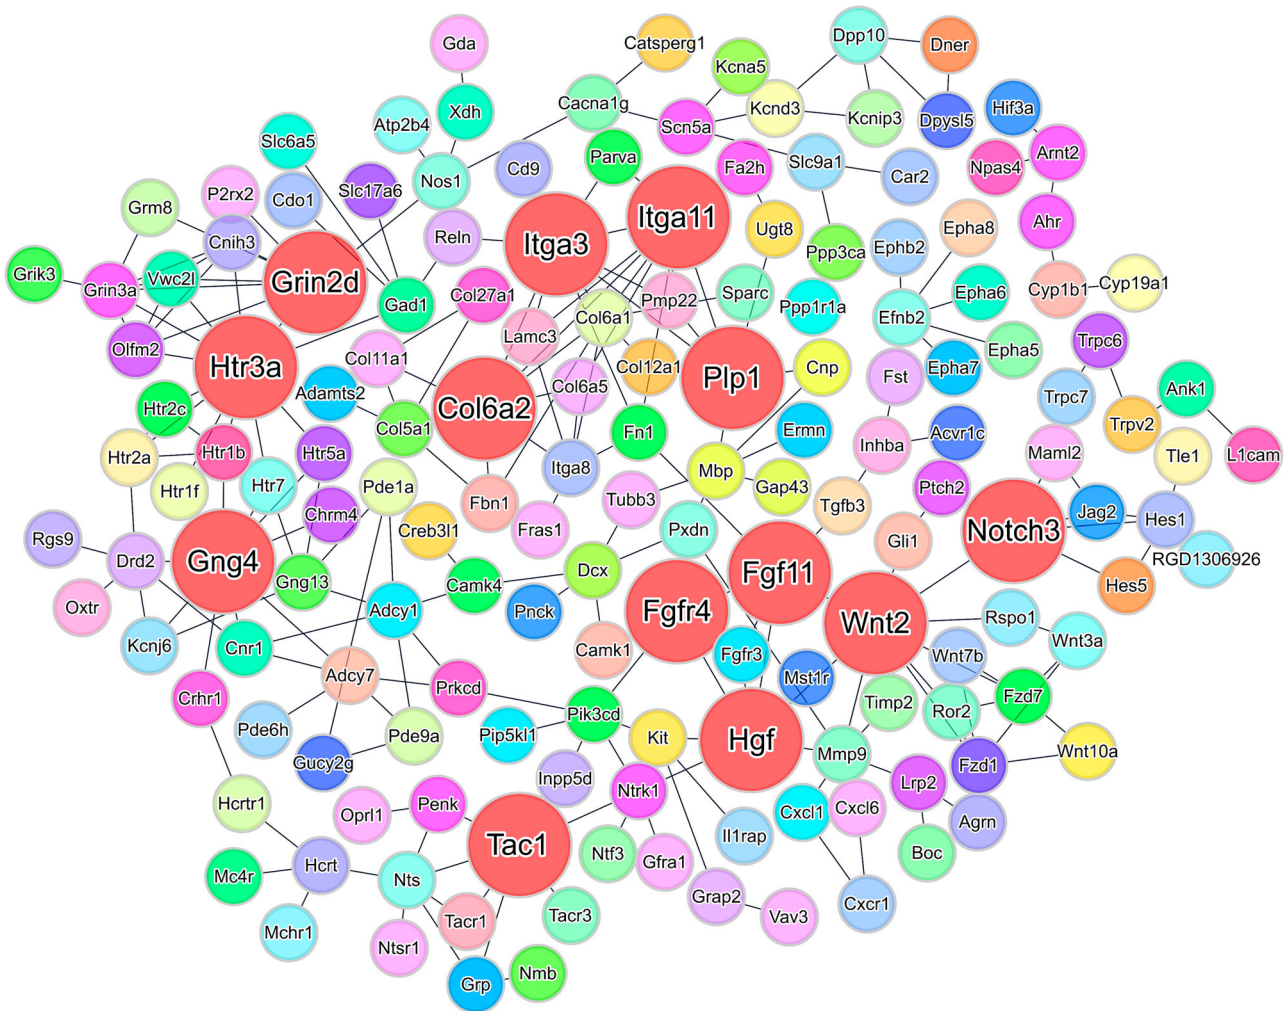 Gda
Catsperg1
Dpp10
Dner
Kcna5
Xdh
Cacna1g
Kcnd3
Kcnip3
Dpysl5
Hif3a
Atp2b4
Scn5a
Slc6a5
Parva
Cd9
Fa2h
Slc9a1
Car2
Npas4
Arnt2
Nos1
P2rx2
Cdo1
Slc17a6
Grm8
Itga11
Ahr
Cnih3
Reln
Itga3
Ugt8
Epha8
Ephb2
Ppp3ca
Grik3
Grin3a
Vwc2l
Grin2d
Gad1
Col27a1
Pmp22
Sparc
Ppp1r1a
Epha6
Cyp1b1
Cyp19a1
Col6a1
Efnb2
Olfm2
Lamc3
Trpc6
Epha5
Htr3a
Col11a1
Col12a1
Plp1
Cnp
Fst
Epha7
Col6a5
Adamts2
Col6a2
Trpc7
Ank1
Htr2c
Col5a1
Fn1
Ermn
Inhba
Acvr1c
Trpv2
Htr2a
Htr1b
Htr5a
Maml2
Tle1
L1cam
Itga8
Mbp
Htr1f
Htr7
Pde1a
Gap43
Ptch2
Tubb3
Fbn1
Tgfb3
Chrm4
Jag2
Hes1
Creb3l1
Fras1
Pxdn
Notch3
Rgs9
Drd2
Gng4
Gli1
RGD1306926
Gng13
Camk4
Dcx
Fgf11
Hes5
Oxtr
Adcy1
Pnck
Fgfr4
Wnt2
Rspo1
Kcnj6
Cnr1
Camk1
Fgfr3
Wnt7b
Wnt3a
Adcy7
Mst1r
Crhr1
Prkcd
Timp2
Ror2
Fzd7
Pik3cd
Pde6h
Pde9a
Pip5kl1
Kit
Hgf
Mmp9
Wnt10a
Gucy2g
Fzd1
Inpp5d
Ntrk1
Lrp2
Hcrtr1
Oprl1
Penk
Cxcl1
Cxcl6
Agrn
Tac1
Il1rap
Hcrt
Ntf3
Gfra1
Boc
Mc4r
Nts
Grap2
Cxcr1
Tacr1
Tacr3
Vav3
Mchr1
Ntsr1
Grp
Nmb